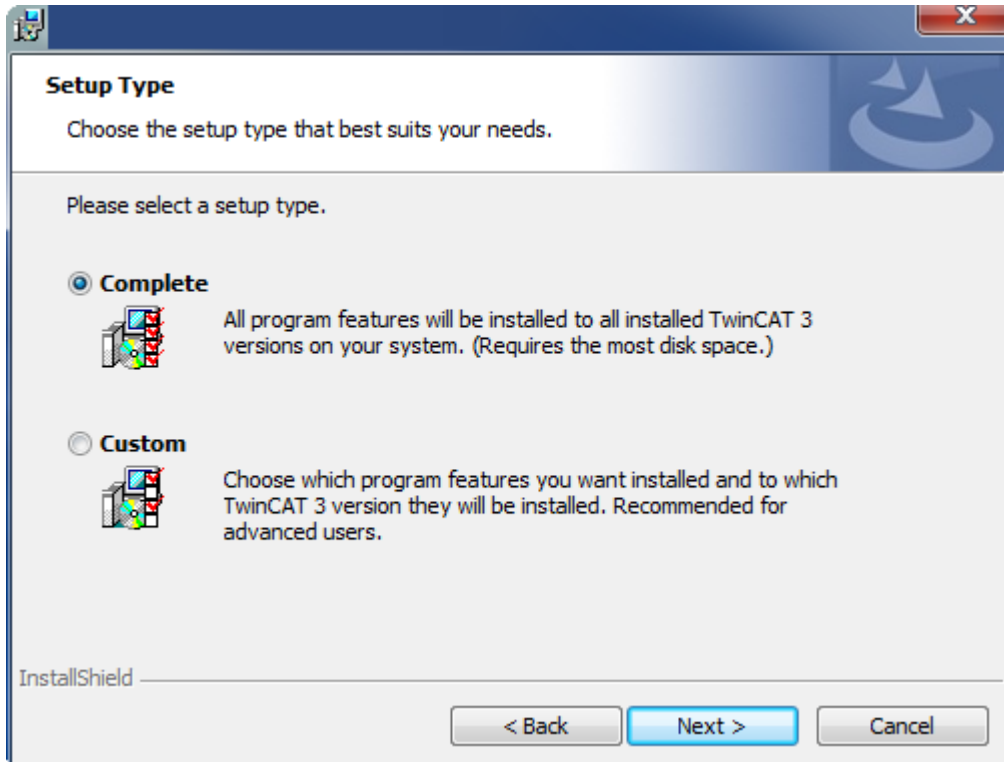 Setup Type
Choose the setup type that best suits your needs.
Please select a setup type.
Complete
All program features will be installed to all installed TwinCAT 3
versions on your system. (Requires the most disk space.)
Custom
Choose which program features you want installed and to which
TwinCAT 3 version they will be installed. Recommended for
advanced users.
InstallShield
< Back
Next >
Cancel